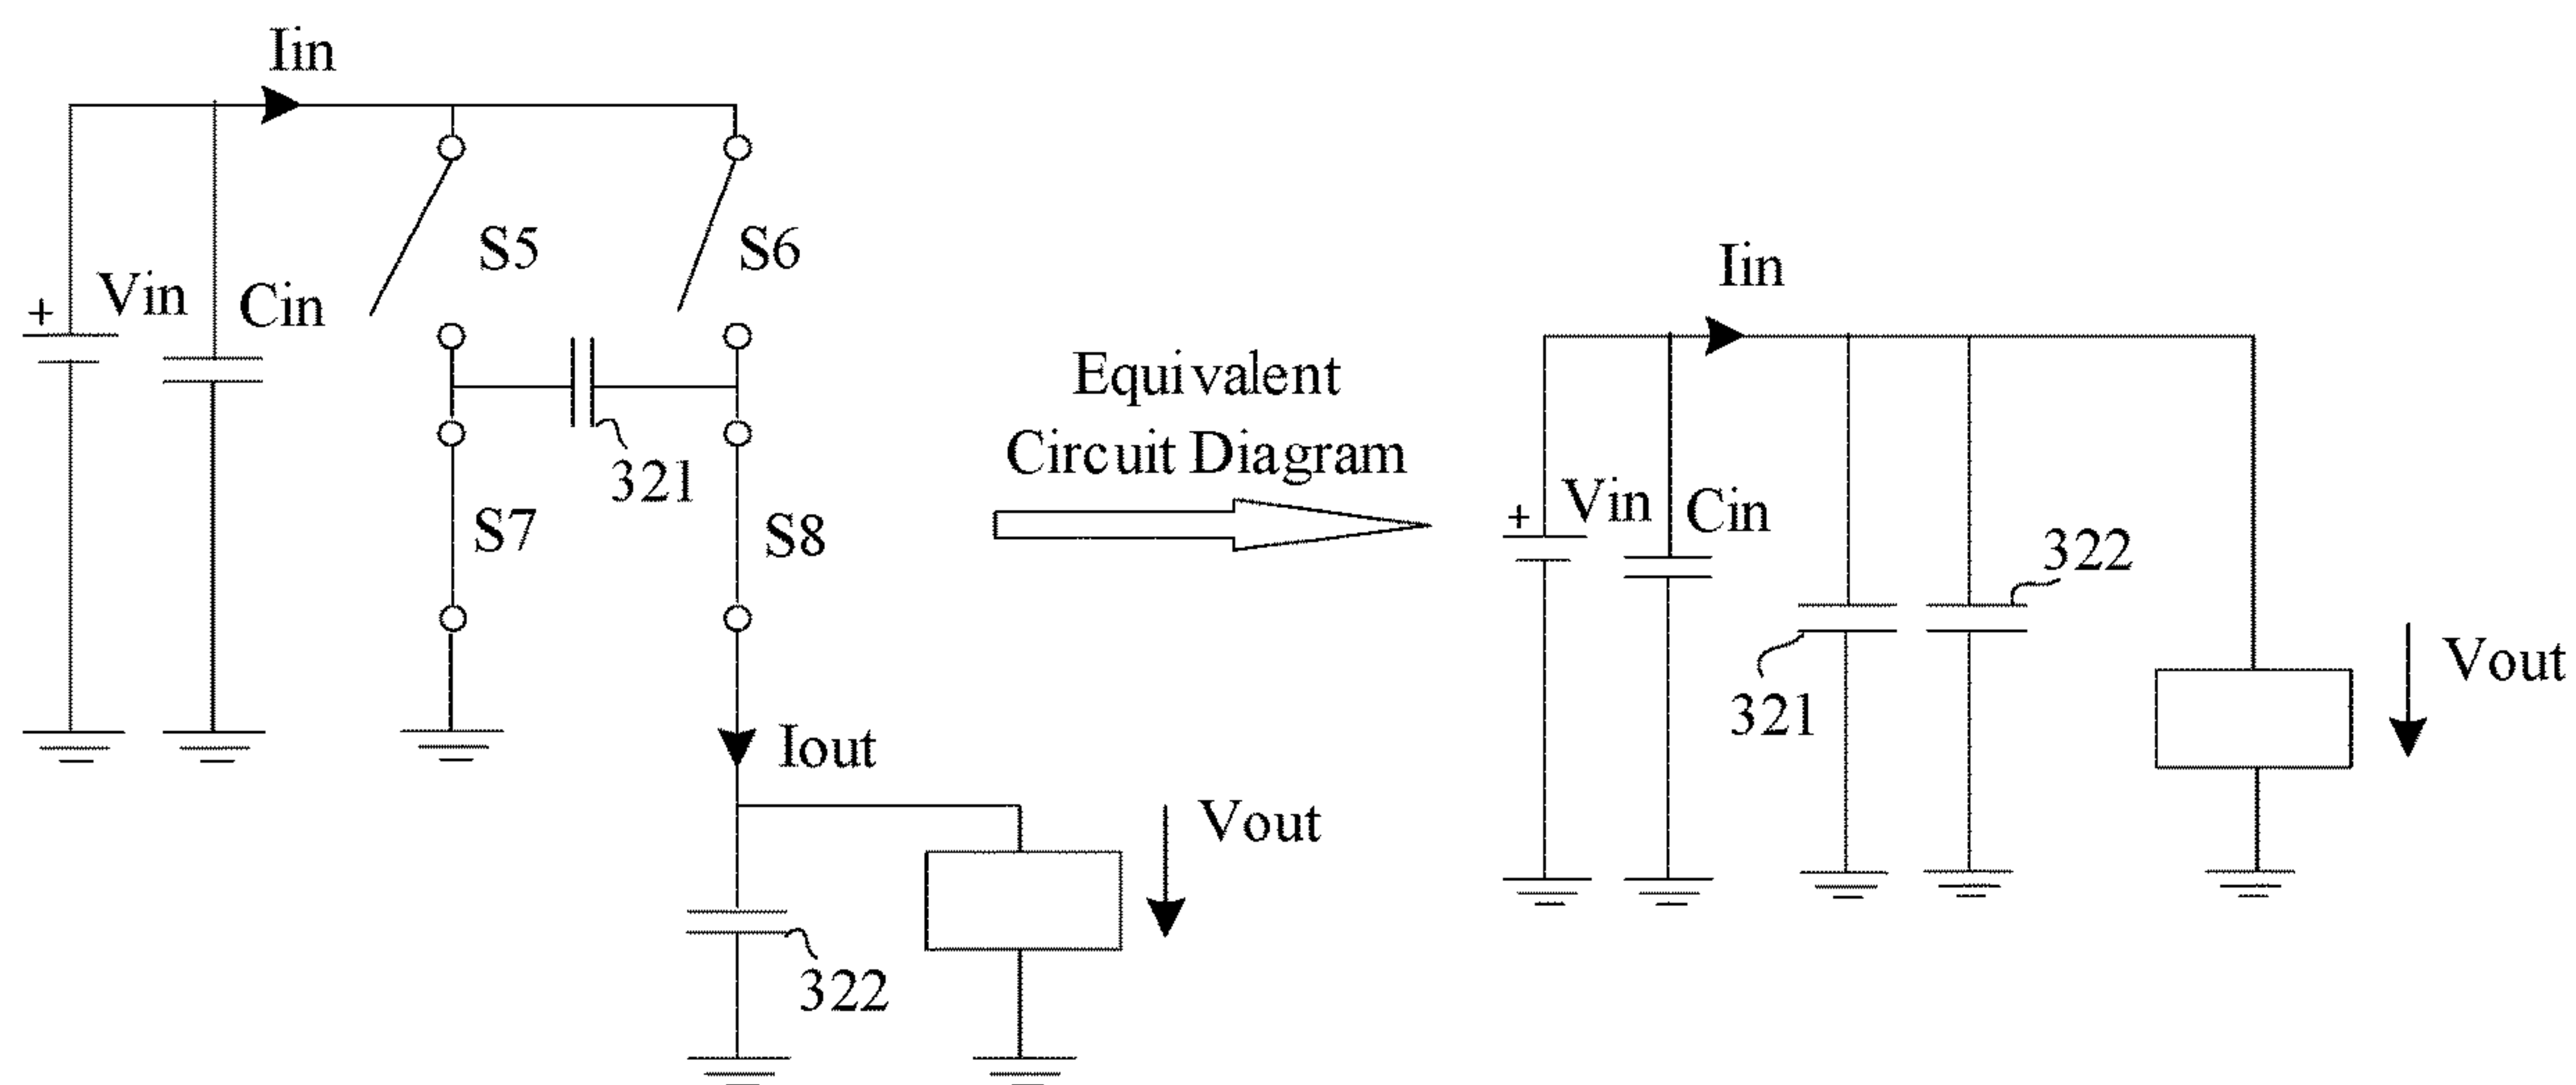 Iin
S5
S6
+
Vin
Cin
321
S7
S8
Iout
Vout
322
Equivalent
Circuit Diagram
Iin
+
Vin
Cin
322
321
Vout